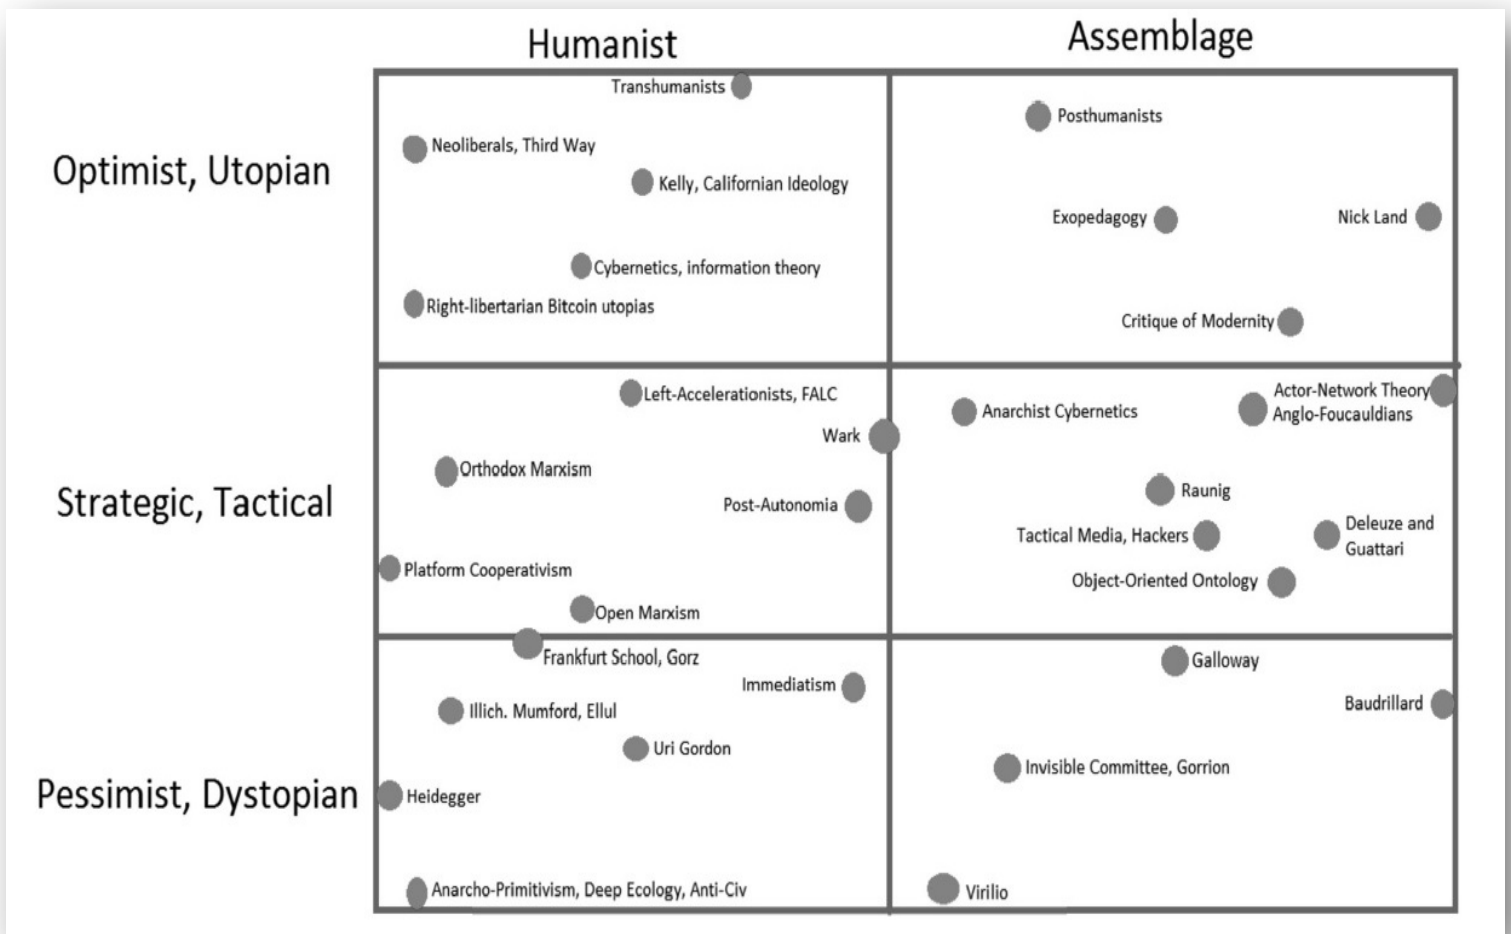 Humanist
Assemblage
Optimist, Utopian
Transhumanists
Neoliberals, Third Way
Kelly, Californian Ideology
Cybernetics, information theory
Right-libertarian Bitcoin utopias
Posthumanists
Exopedagogy
Nick Land
Critique of Modernity
Strategic, Tactical
Left-Accelerationists, FALC
Wark
Orthodox Marxism
Post-Autonomia
Platform Cooperativism
Open Marxism
Anarchist Cybernetics
Actor-Network Theory
Anglo-Foucauldians
Raunig
Tactical Media, Hackers
Deleuze and
Guattari
Object-Oriented Ontology
Pessimist, Dystopian
Frankfurt School, Gorz
Immediatism
Illich. Mumford, Ellul
Uri Gordon
Heidegger
Anarcho-Primitivism, Deep Ecology, Anti-Civ
Galloway
Baudrillard
Invisible Committee, Gorrion
Virilio